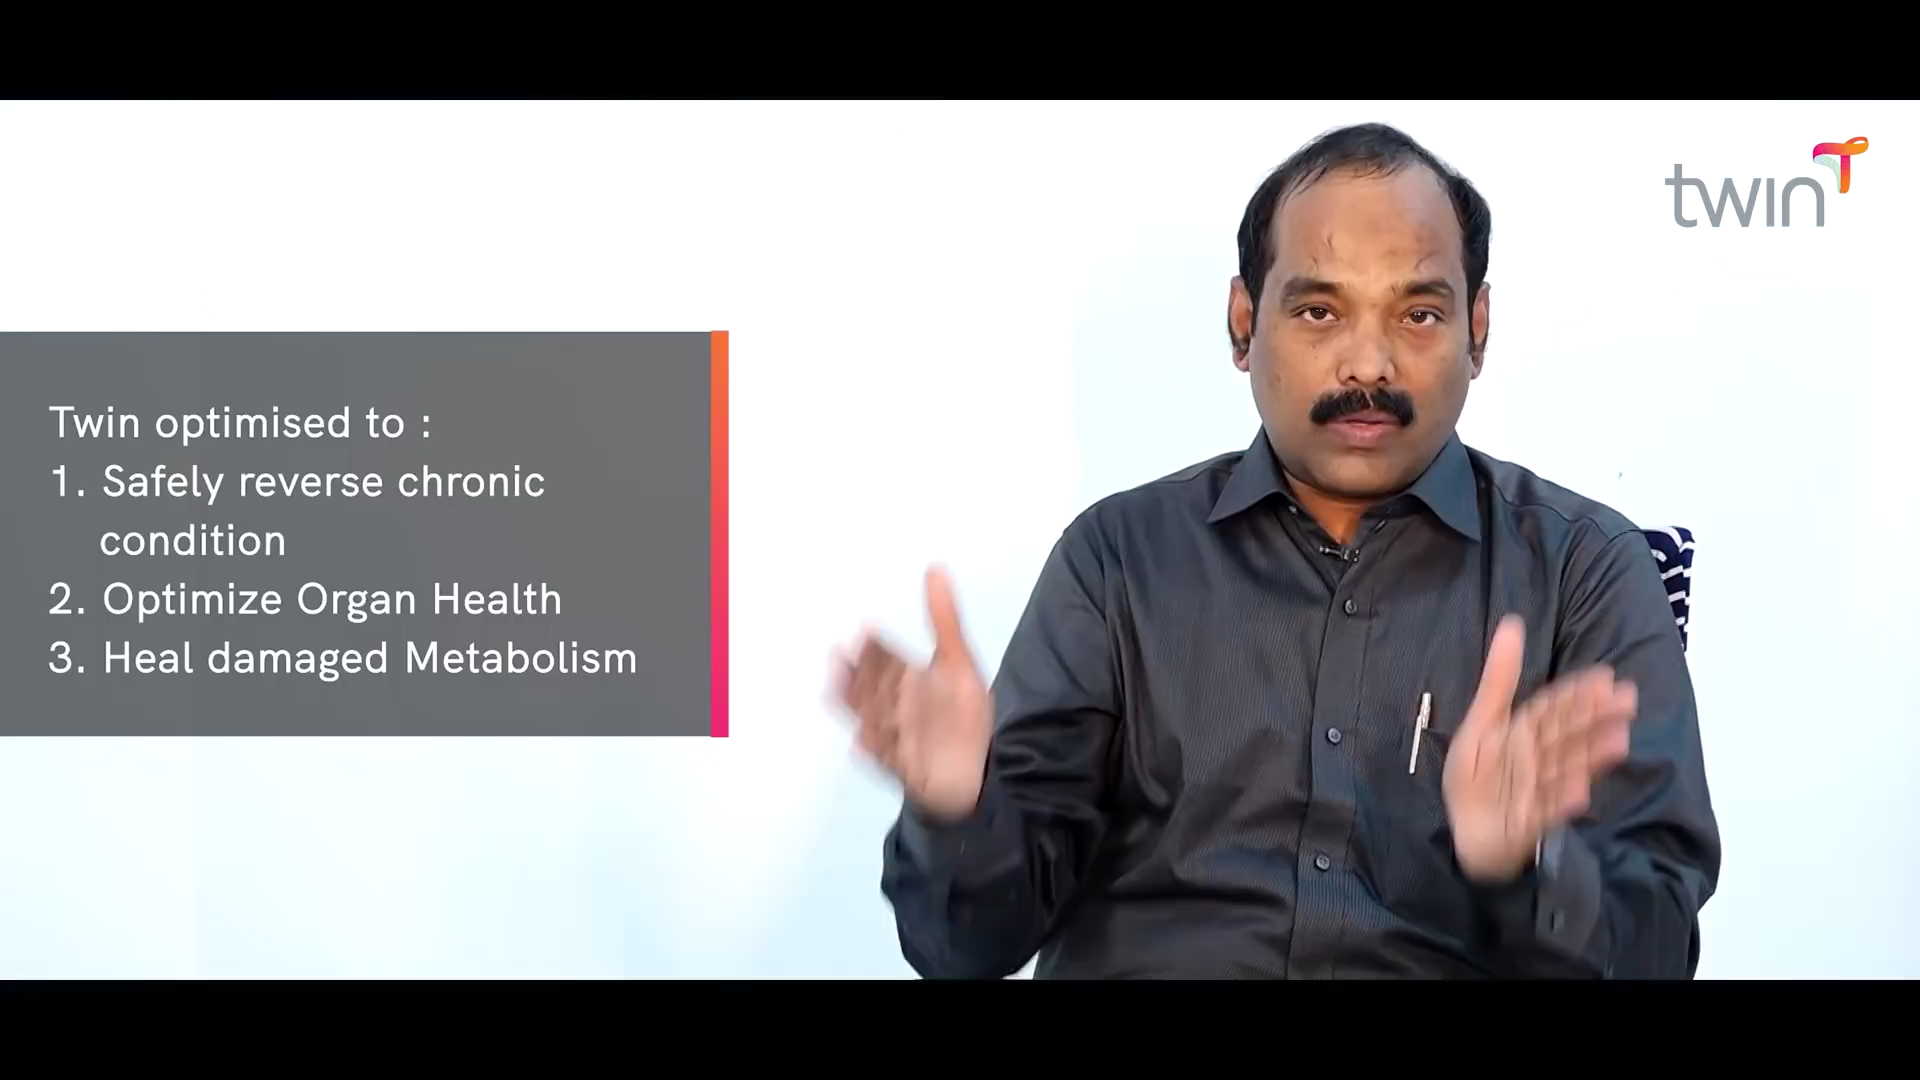 twin
Twin optimised to :
1. Safely reverse chronic
condition
2. Optimize Organ Health
3. Heal damaged Metabolism